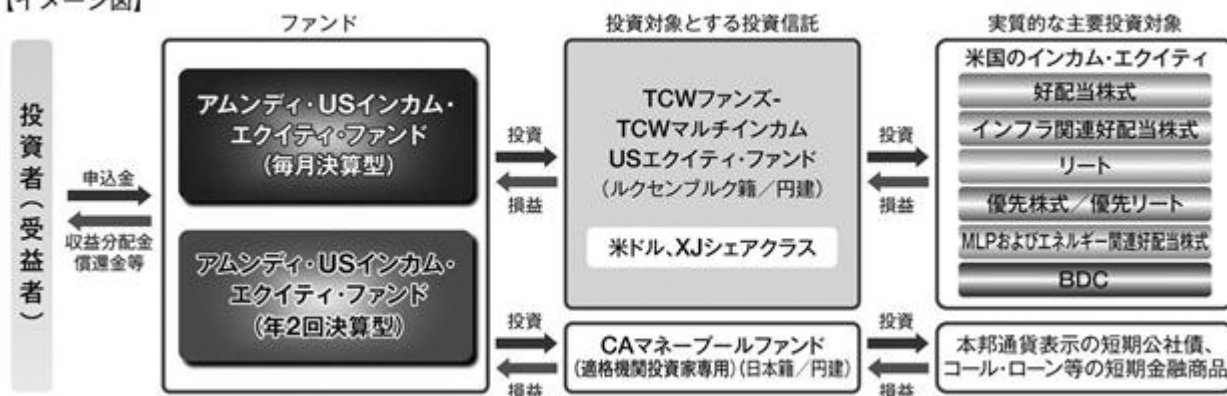 【イメージ図】
ファンド
投資対象とする投資信託
実質的な主要投資対象
投資者(受益者)
申込金
収益分配金
償還金等
アムンディ・USインカム・
エクイティ・ファンド
(毎月決算型)
アムンディ・USインカム・
エクイティ・ファンド
(年2回決算型)
投資
損益
投資
損益
TCWファンズ-
TCWマルチインカム
USエクイティ・ファンド
(ルクセンブルク籍/円建)
米ドル、XJシェアクラス
CAマネープールファンド
(適格機関投資家専用)(日本籍/円建)
投資
損益
投資
損益
米国のインカム・エクイティ
好配当株式
インフラ関連好配当株式
リート
優先株式/優先リート
MLPおよびエネルギー関連好配当株式
BDC
本邦通貨表示の短期公社債、
コール・ローン等の短期金融商品